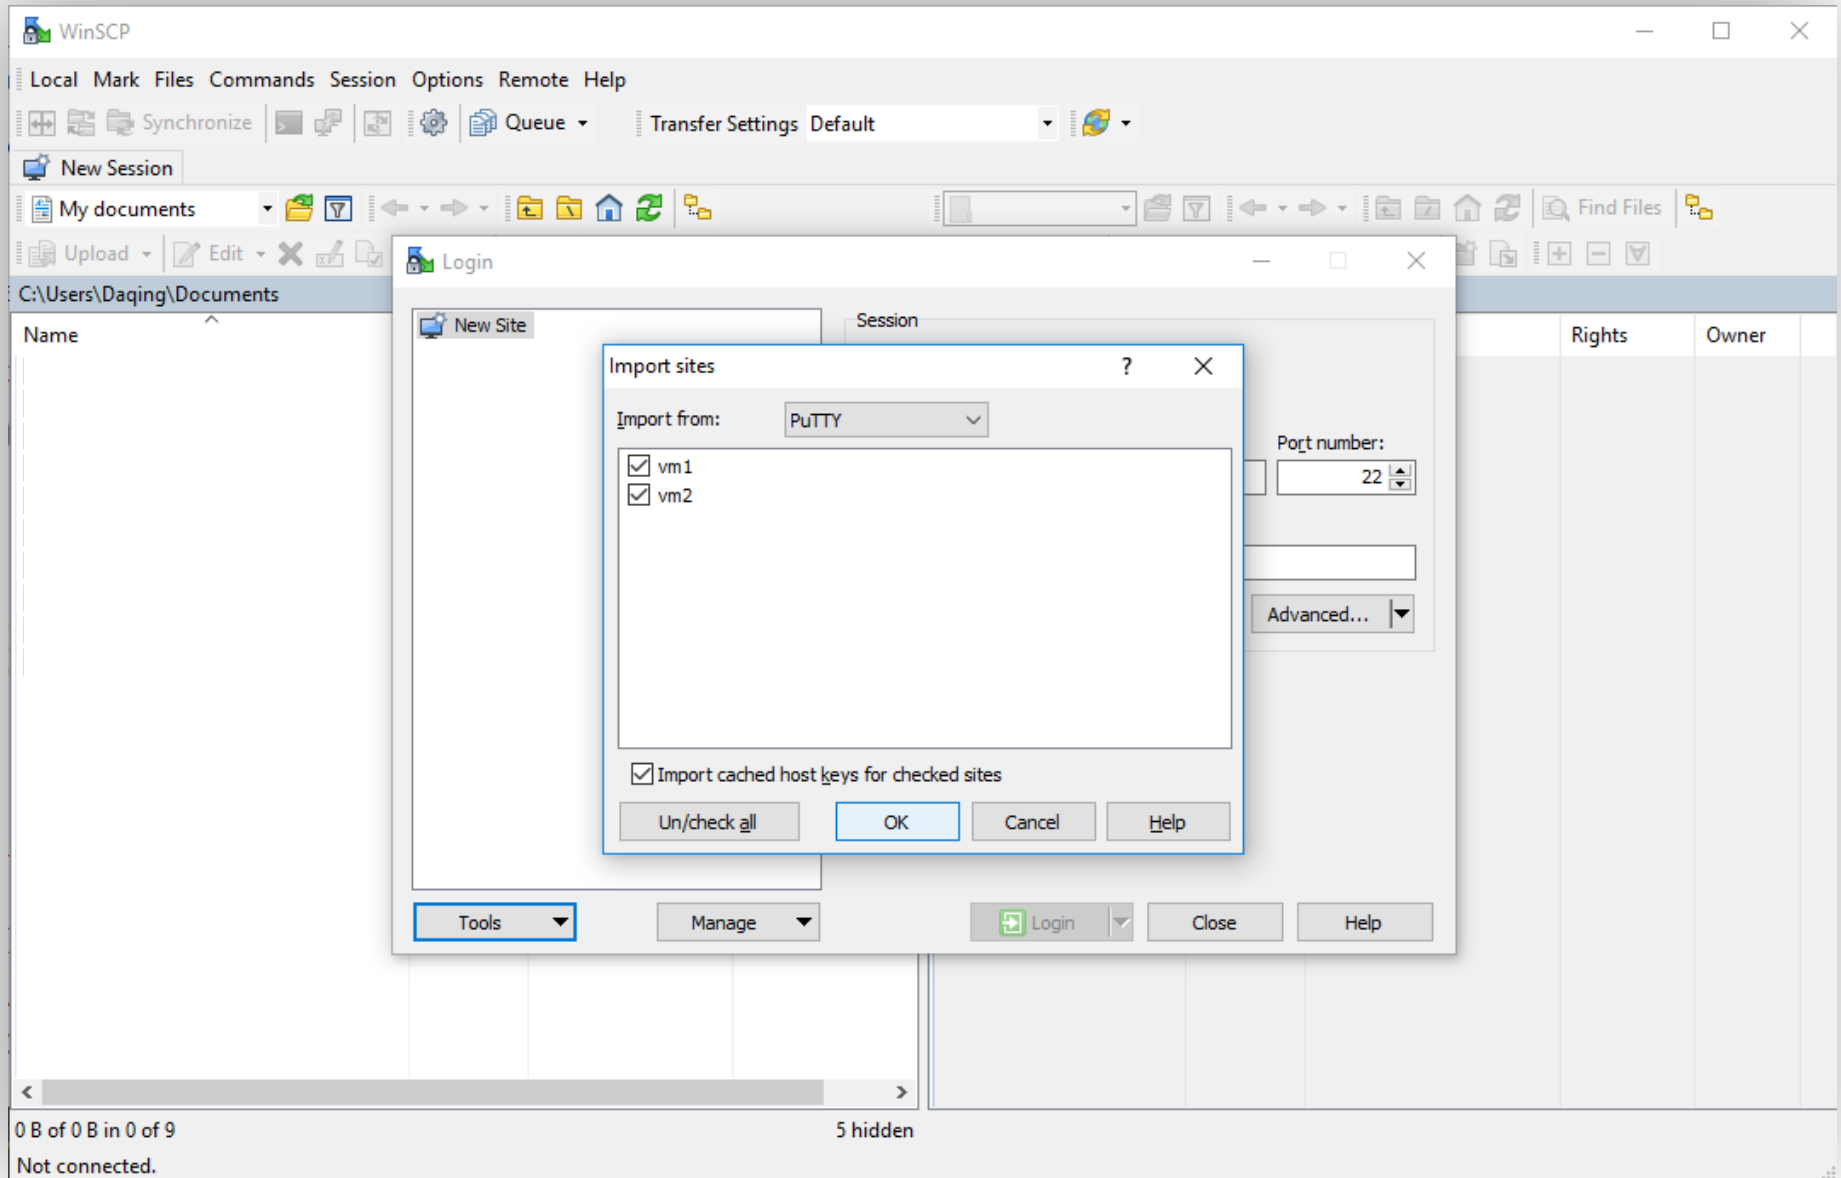 WinSCP
Local Mark Files Commands Session Options Remote Help
Synchronize Queue Transfer Settings Default
New Session
My documents Find Files
Upload Edit
Login
C:\Users\Daqing\Documents
Name Rights Owner
New Site
Session
Import sites ?
Import from: PuTTY
Port number:
vm1
22
vm2
Advanced...
Import cached host keys for checked sites
Un/check all OK Cancel Help
Tools Manage Login Close Help
0 B of 0 B in 0 of 9 5 hidden
Not connected.